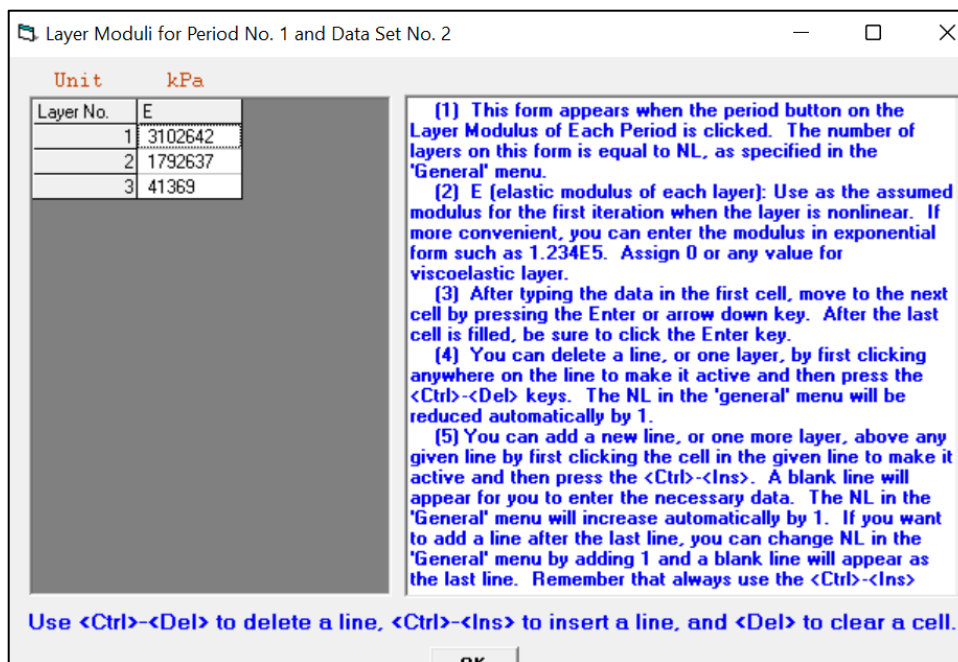 Layer Moduli for Period No. 1 and Data Set No. 2
Unit kPa
Layer No. E
1 3102642
2 1792637
3 41369
(1) This form appears when the period button on the
Layer Modulus of Each Period is clicked. The number of
layers on this form is equal to NL, as specified in the
'General' menu.
(2) E (elastic modulus of each layer): Use as the assumed
modulus for the first iteration when the layer is nonlinear. If
more convenient, you can enter the modulus in exponential
form such as 1.234E5. Assign 0 or any value for
viscoelastic layer.
(3) After typing the data in the first cell, move to the next
cell by pressing the Enter or arrow down key. After the last
cell is filled, be sure to click the Enter key.
(4) You can delete a line, or one layer, by first clicking
anywhere on the line to make it active and then press the
<Ctrl>-<Del> keys. The NL in the 'general' menu will be
reduced automatically by 1.
(5) You can add a new line, or one more layer, above any
given line by first clicking the cell in the given line to make it
active and then press the <Ctrl>-<Ins>. A blank line will
appear for you to enter the necessary data. The NL in the
'General' menu will increase automatically by 1. If you want
to add a line after the last line, you can change NL in the
'General' menu by adding 1 and a blank line will appear as
the last line. Remember that always use the <Ctrl>-<Ins>
Use <Ctrl>-<Del> to delete a line, <Ctrl>-<Ins> to insert a line, and <Del> to clear a cell.
OK